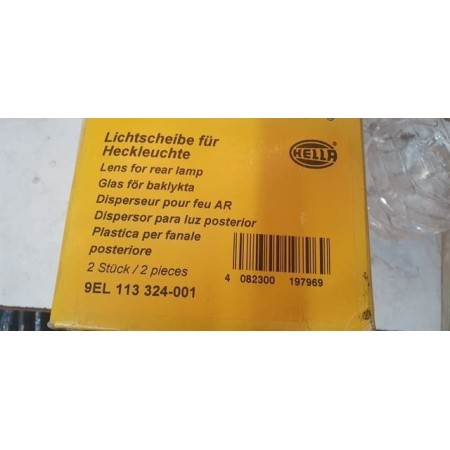 Lichtscheibe für
Heckleuchte
HELLA
Lens for rear lamp
Glas för baklykta
Disperseur pour feu AR
Dispersor para luz posterior
Plastica per fanale
posteriore
2 Stück / 2 pieces
9EL 113 324-001
4 082300 197969